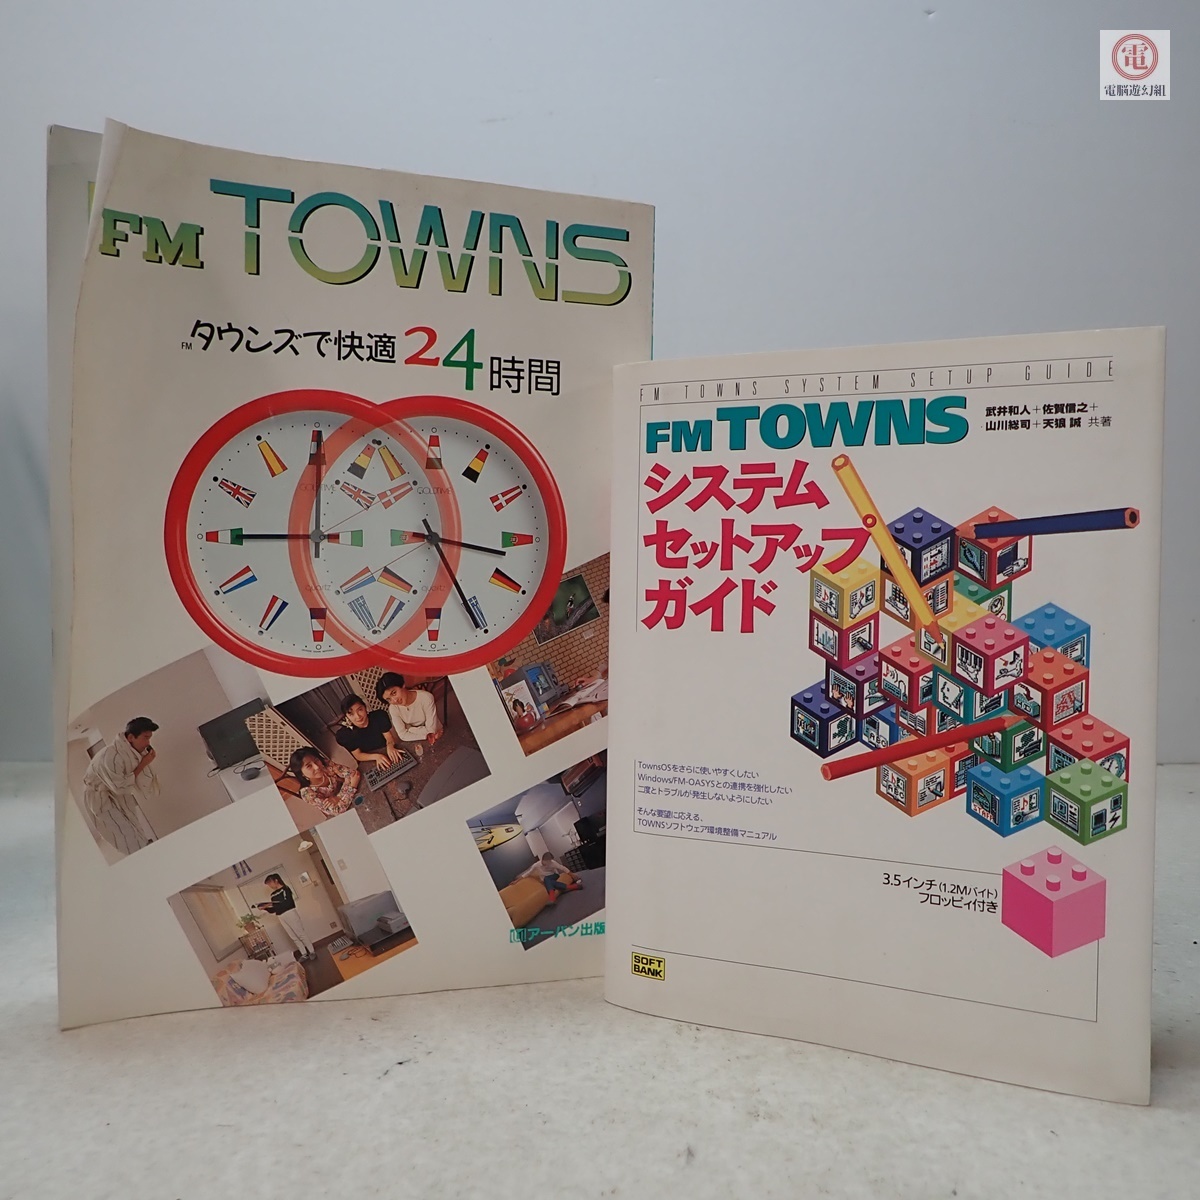 電
電脳遊幻組
FM TOWNS
FMタウンズで快適24時間
GOLDTIME
QUARTZ
アーバン出版
FM TOWNS SYSTEM SETUP GUIDE
FM TOWNS
武井和人+佐賀信之+
山川総司+天狼 誠 共著
システム
セットアップ
ガイド
TownsOSをさらに使いやすくしたい
Windows/FM-OASYSとの連携を強化したい
二度とトラブルが発生しないようにしたい
そんな要望に応える、
TOWNSソフトウェア環境整備マニュアル
3.5インチ(1.2Mバイト)
フロッピィ付き
SOFT
BANK